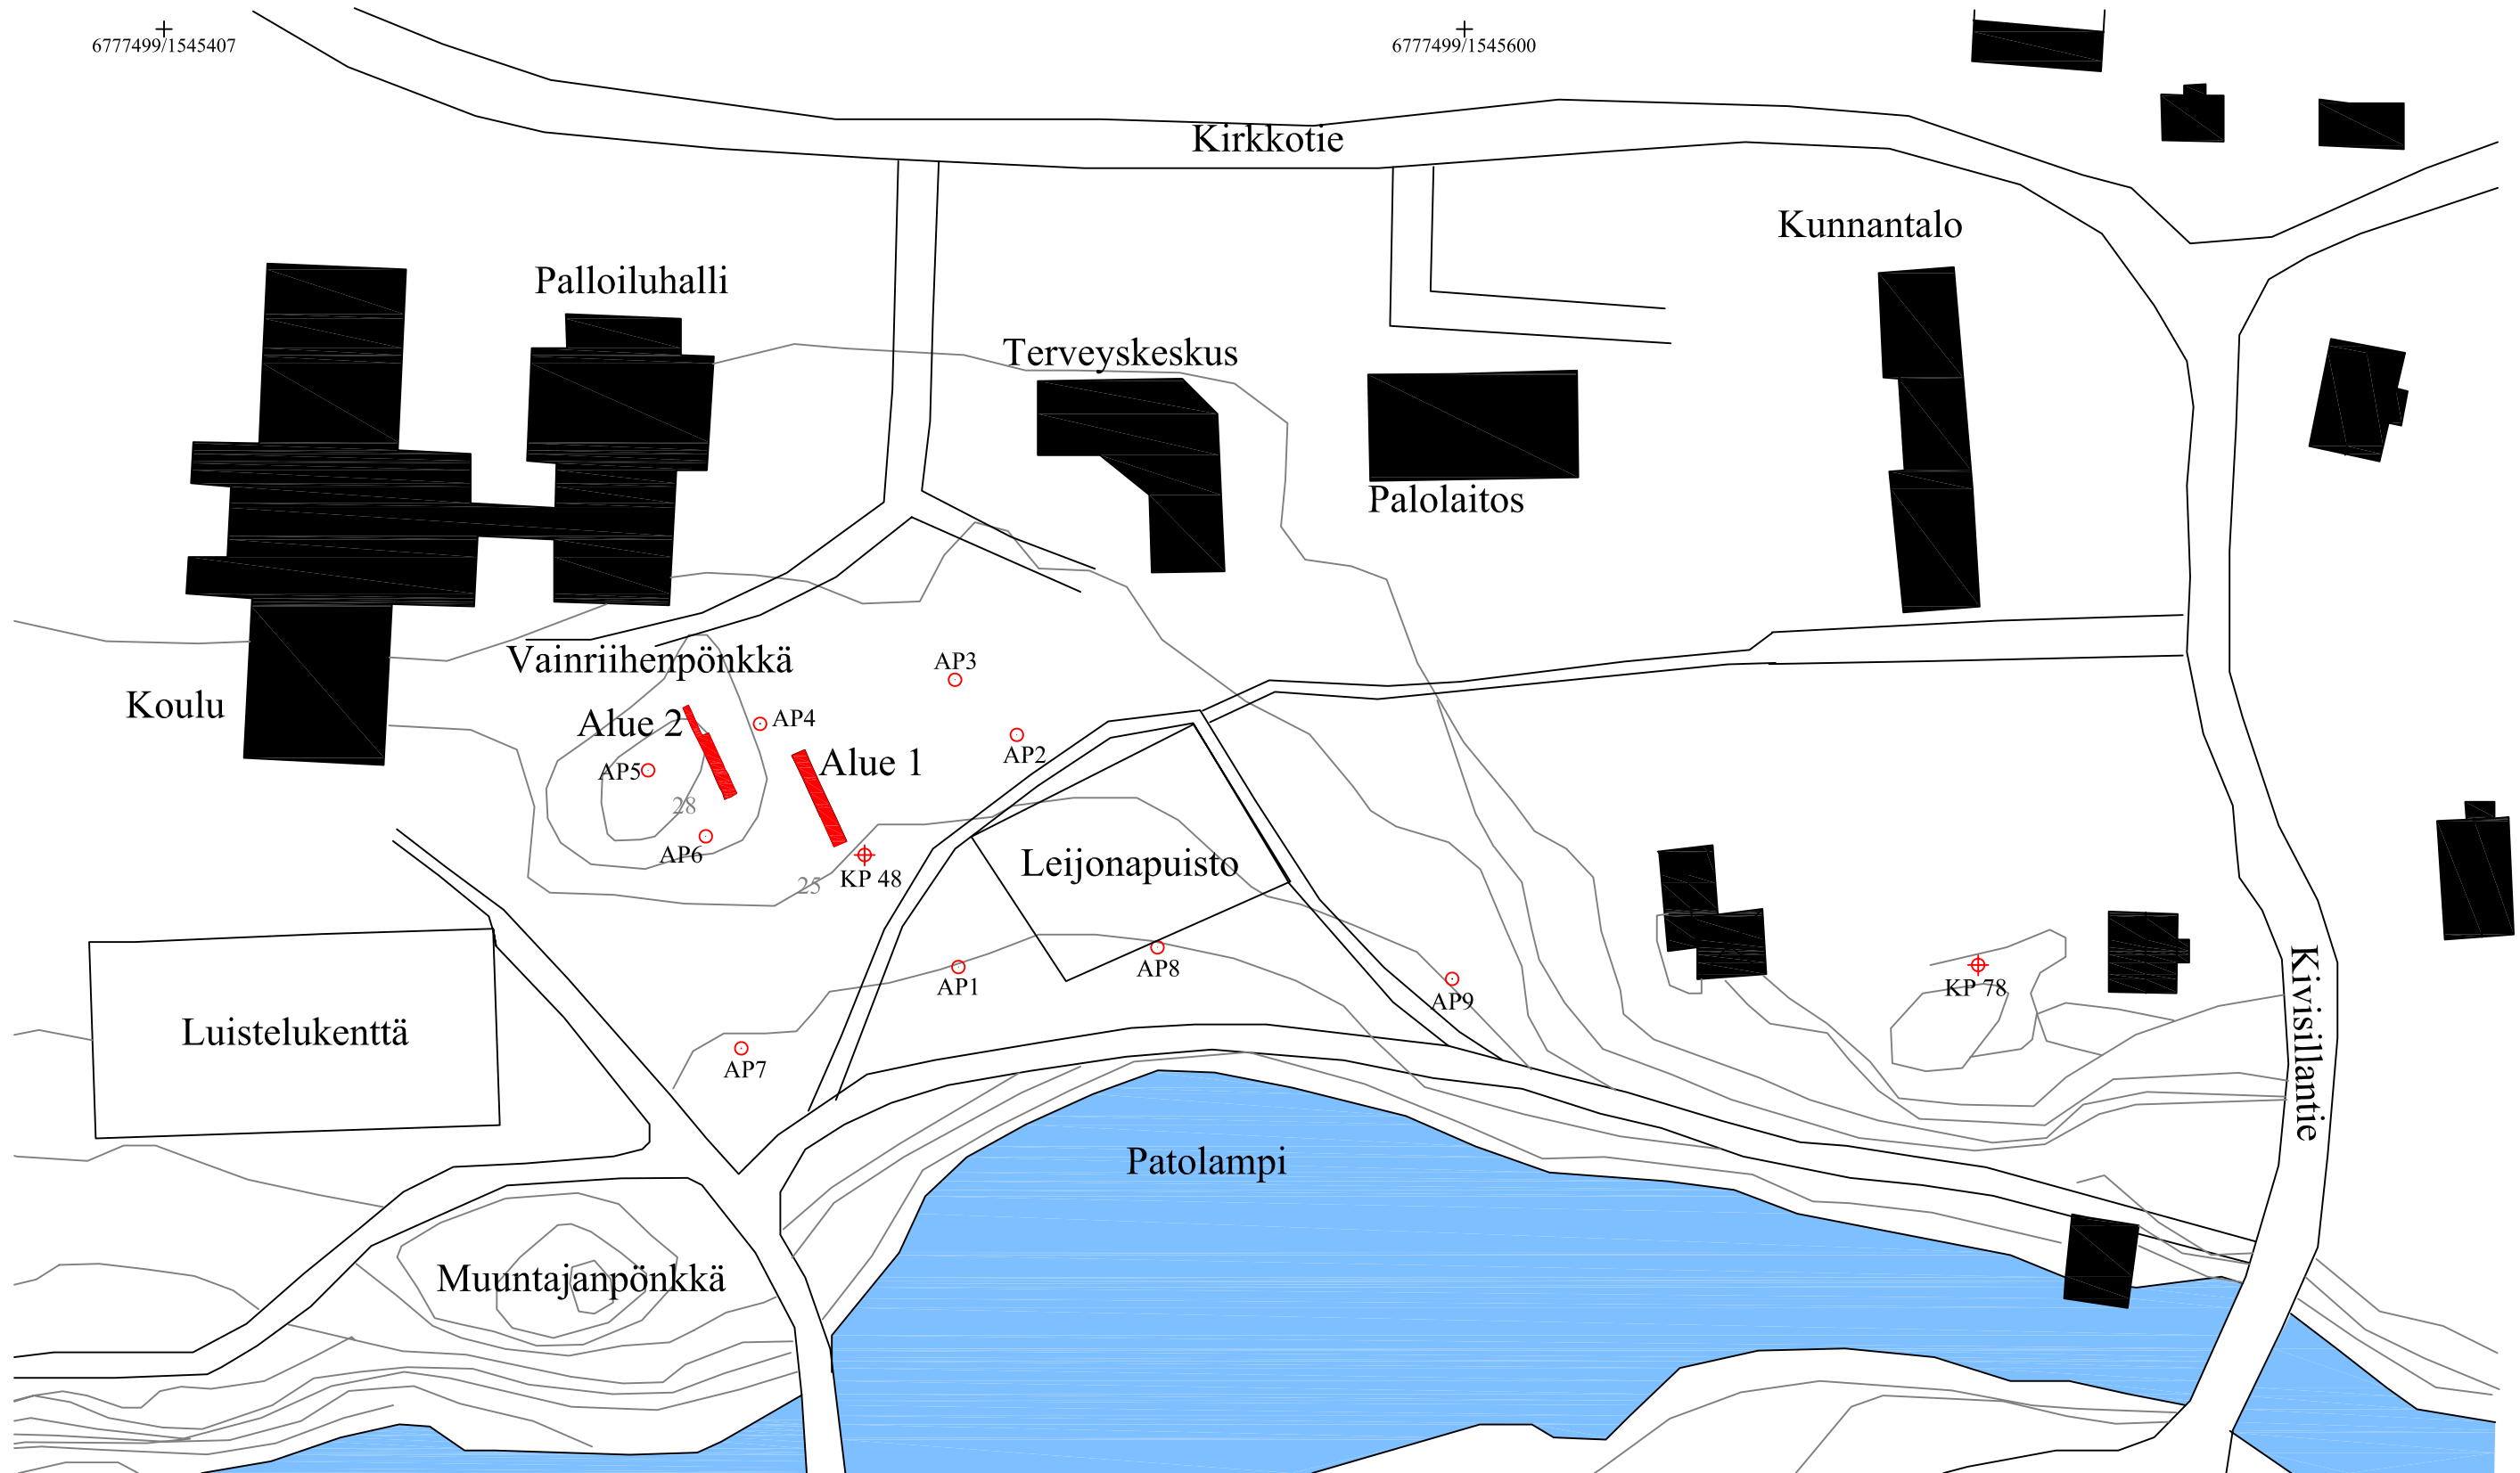 6777499/1545407
6777499/1545600
Kirkkotie
Kunnantalo
Palloiluhalli
Terveyskeskus
Palolaitos
Vainriihenpönkkä
AP3
Koulu
Alue 2
AP4
AP2
Alue 1
AP5
28
AP6
25
KP 48
Leijonapuisto
AP8
AP1
AP9
KP 78
Kivisillantie
Luistelukenttä
AP7
Patolampi
Muuntajanpönkkä